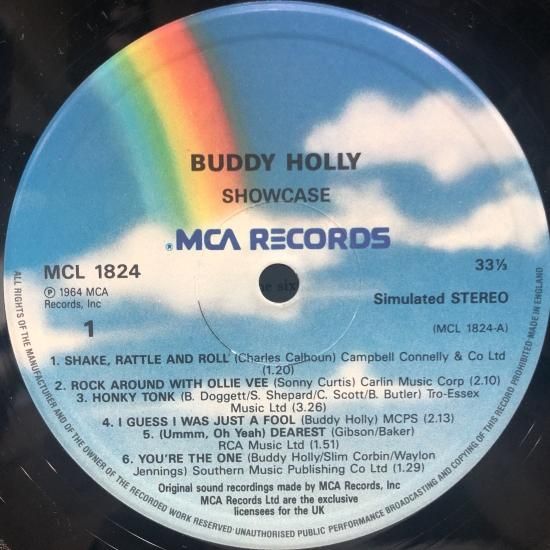 BUDDY HOLLY
SHOWCASE
® MCA RECORDS
MCL 1824
33⅓
℗ 1964 MCA
Records, Inc
Simulated STEREO
1
(MCL 1824-A)
1. SHAKE, RATTLE AND ROLL (Charles Calhoun) Campbell Connelly & Co Ltd
(1.20)
2. ROCK AROUND WITH OLLIE VEE (Sonny Curtis) Carlin Music Corp (2.10)
3. HONKY TONK (B. Doggett/S. Shepard/C. Scott/B. Butler) Tro-Essex
Music Ltd (3.26)
4. I GUESS I WAS JUST A FOOL (Buddy Holly) MCPS (2.13)
5. (Ummm, Oh Yeah) DEAREST (Gibson/Baker)
RCA Music Ltd (1.51)
6. YOU'RE THE ONE (Buddy Holly/Slim Corbin/Waylon
Jennings) Southern Music Publishing Co Ltd (1.29)
Original sound recordings made by MCA Records, Inc
MCA Records Ltd are the exclusive
licensees for the UK
ALL RIGHTS OF THE MANUFACTURER AND OF THE OWNER OF THE RECORDED WORK RESERVED·UNAUTHORISED PUBLIC PERFORMANCE BROADCASTING AND COPYING OF THIS RECORD PROHIBITED MADE IN ENGLAND